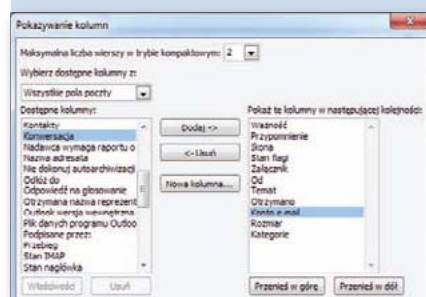 Pokazywanie kolumn
Maksymalna liczba wierszy w trybie kompaktowym: 2
Wybierz dostępne kolumny z:
Wszystkie pola poczty
Dostępne kolumny:
Kontakty
Konwersacja
Nadawca wymaga raportu o
Nazwa adresata
Nie dokonuj autoarchiwizacj
Odłóż do
Odpowiedź na głosowanie
Otrzymana nazwa reprezent
Outlook wersja wewnętrzna
Plik danych programu Outloo
Podpisane przez:
Przebieg
Stan IMAP
Stan nagłówka
Właściwości
Usuń
Dodaj ->
<- Usuń
Nowa kolumna...
Pokaż te kolumny w następującej kolejności:
Ważność
Przypomnienie
Ikona
Stan flagi
Załącznik
Od
Temat
Otrzymano
Konto e-mail
Rozmiar
Kategorie
Przenieś w górę
Przenieś w dół